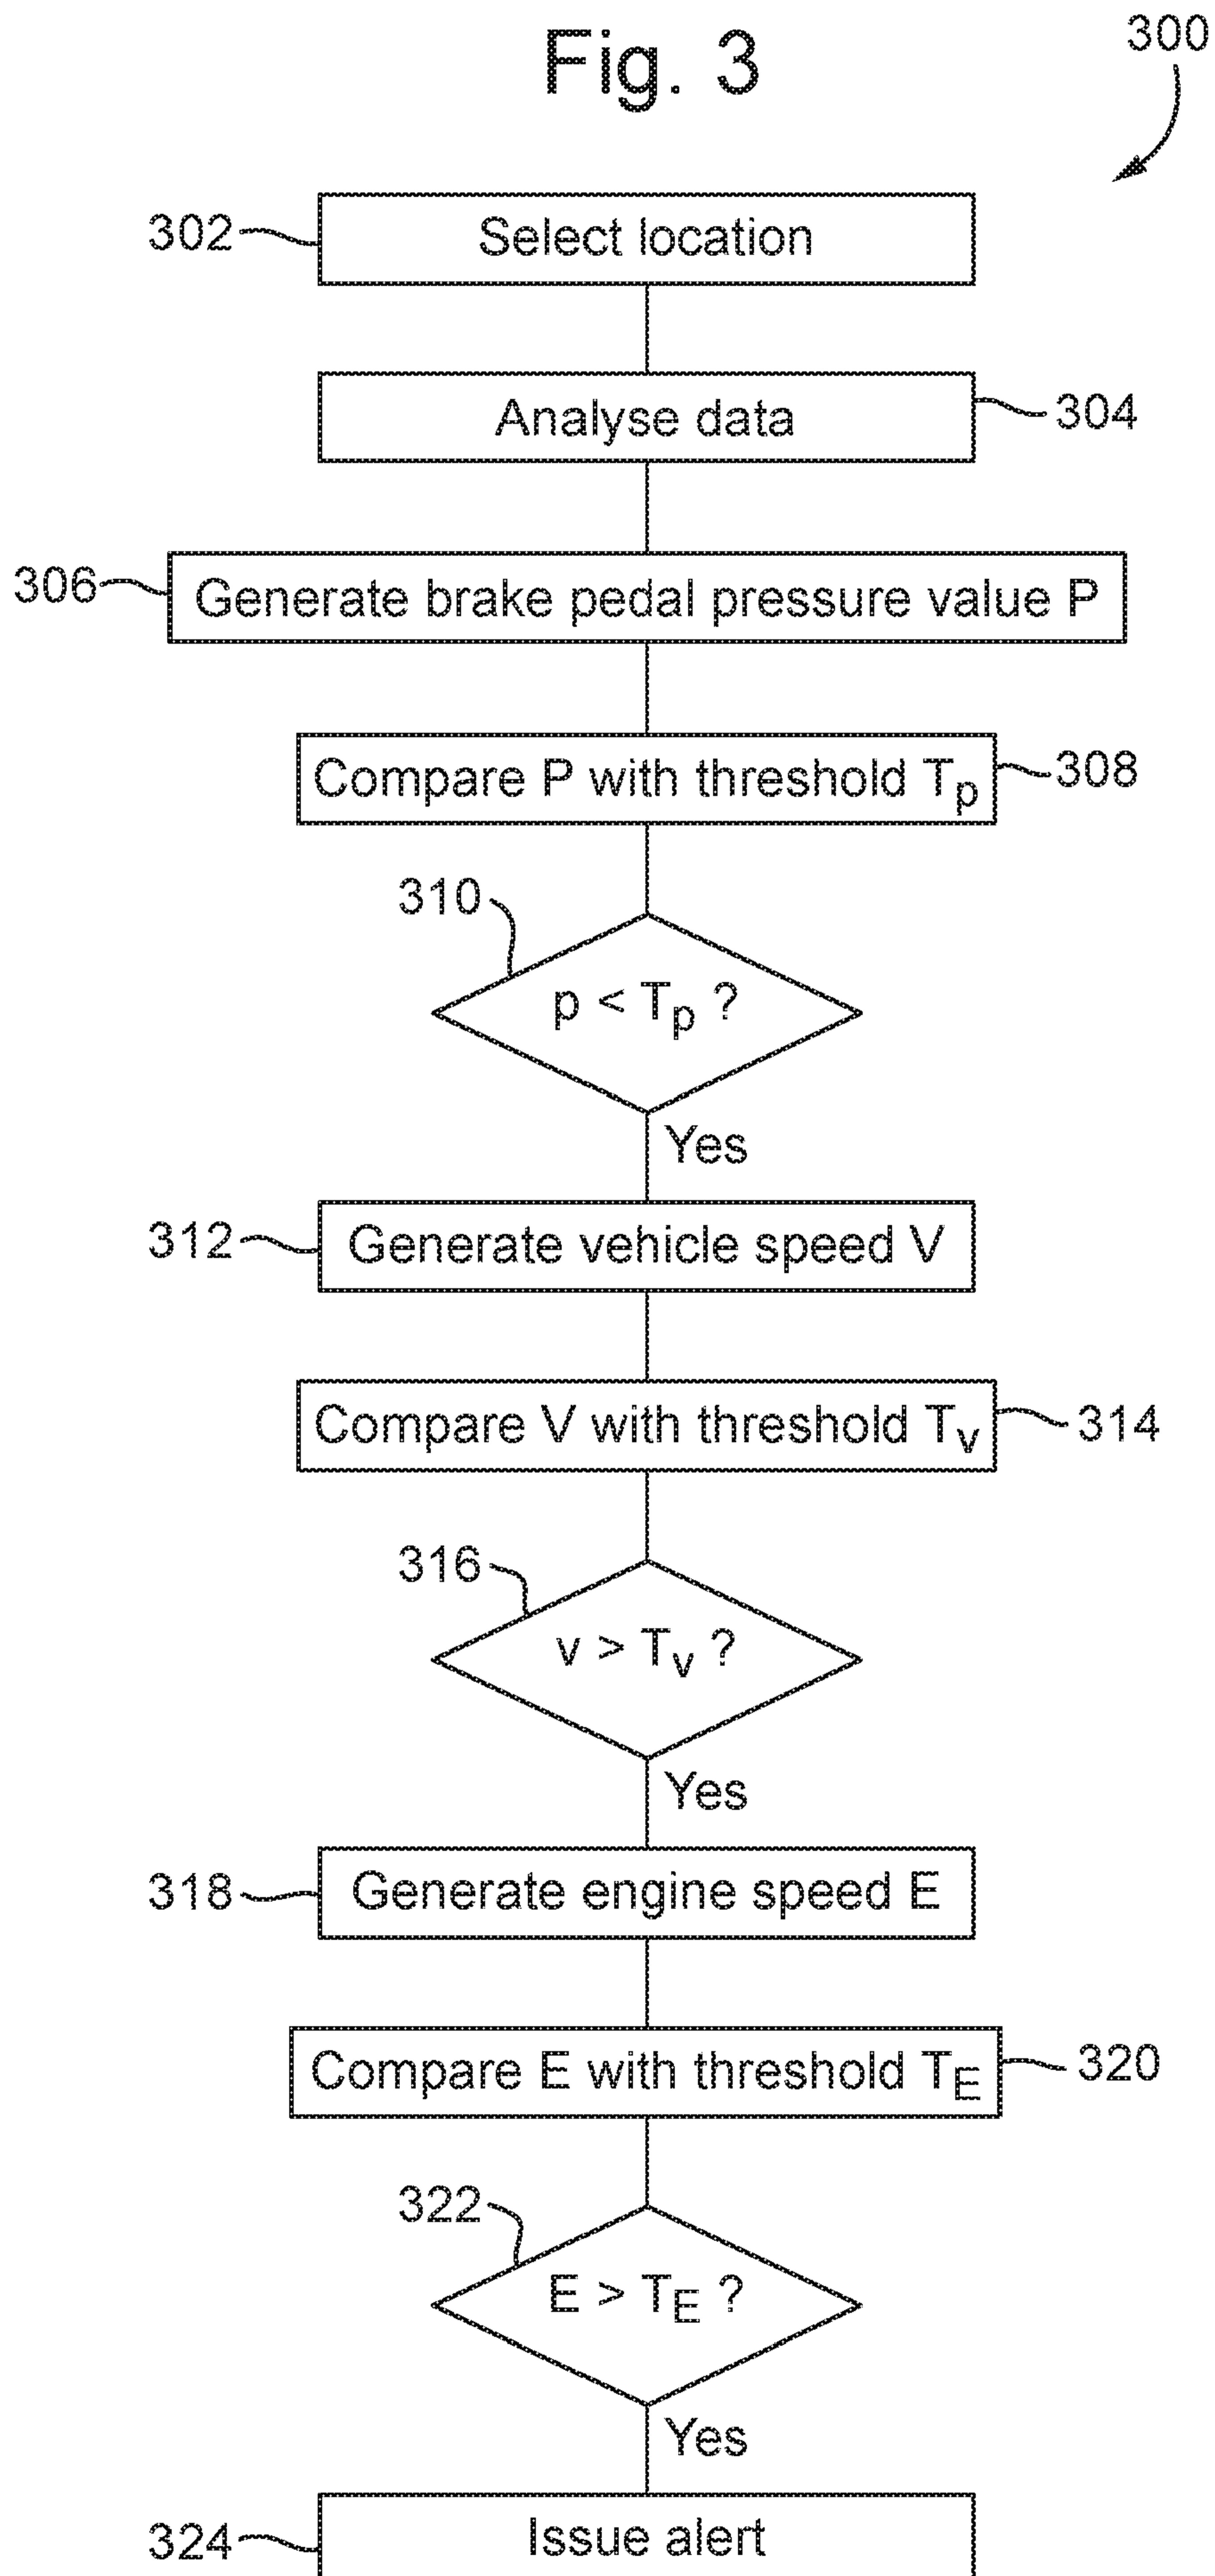 Fig. 3
300
302
Select location
Analyse data
304
306
Generate brake pedal pressure value P
Compare P with threshold Tp
308
310
p < Tp ?
Yes
312
Generate vehicle speed V
Compare V with threshold Tv
314
316
v > Tv ?
Yes
318
Generate engine speed E
Compare E with threshold TE
320
322
E > TE ?
Yes
324
Issue alert